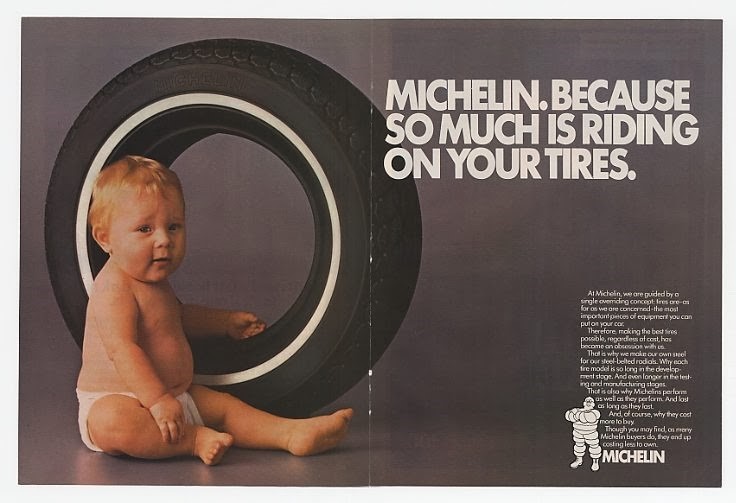 MICHELIN
MICHELIN. BECAUSE
SO MUCH IS RIDING
ON YOUR TIRES.
At Michelin, we are guided by a
single overriding concept: tires are–as
far as we are concerned–the most
important pieces of equipment you can
put on your car.
Therefore, making the best tires
possible, regardless of cost, has
become an obsession with us.
That is why we make our own steel
for our steel-belted radials. Why each
tire model is so long in the develop-
ment stage. And even longer in the test-
ing and manufacturing stages.
That is also why Michelins perform
as well as they perform. And last
as long as they last.
And, of course, why they cost
more to buy.
Though you may find, as many
Michelin buyers do, they end up
costing less to own.
MICHELIN